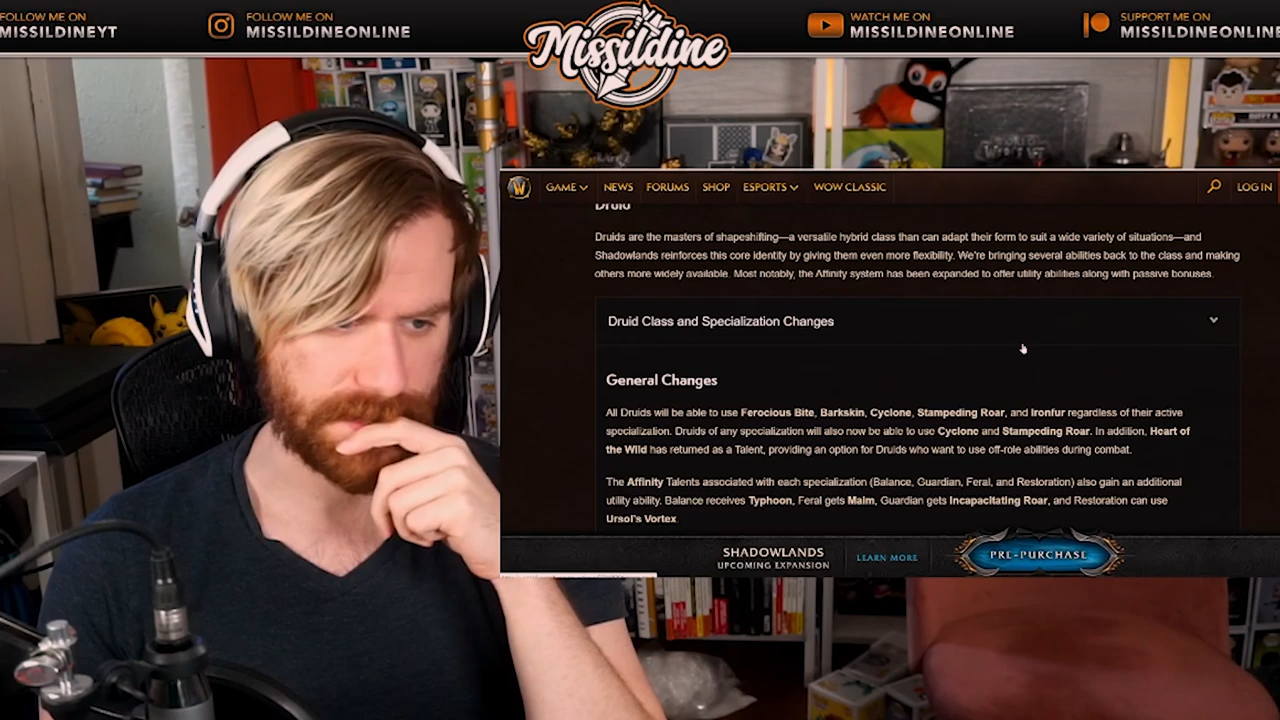 FOLLOW ME ON
MISSILDINEYT
FOLLOW ME ON
MISSILDINEONLINE
Missildine
WATCH ME ON
MISSILDINEONLINE
SUPPORT ME ON
MISSILDINEONLINE
W
GAME
NEWS
FORUMS
SHOP
ESPORTS
WOW CLASSIC
LOG IN
Druid
Druids are the masters of shapeshifting—a versatile hybrid class than can adapt their form to suit a wide variety of situations—and
Shadowlands reinforces this core identity by giving them even more flexibility. We're bringing several abilities back to the class and making
others more widely available. Most notably, the Affinity system has been expanded to offer utility abilities along with passive bonuses.
Druid Class and Specialization Changes
General Changes
All Druids will be able to use Ferocious Bite, Barkskin, Cyclone, Stampeding Roar, and Ironfur regardless of their active
specialization. Druids of any specialization will also now be able to use Cyclone and Stampeding Roar. In addition, Heart of
the Wild has returned as a Talent, providing an option for Druids who want to use off-role abilities during combat.
The Affinity Talents associated with each specialization (Balance, Guardian, Feral, and Restoration) also gain an additional
utility ability. Balance receives Typhoon, Feral gets Maim, Guardian gets Incapacitating Roar, and Restoration can use
Ursol's Vortex.
SHADOWLANDS
UPCOMING EXPANSION
LEARN MORE
PRE-PURCHASE